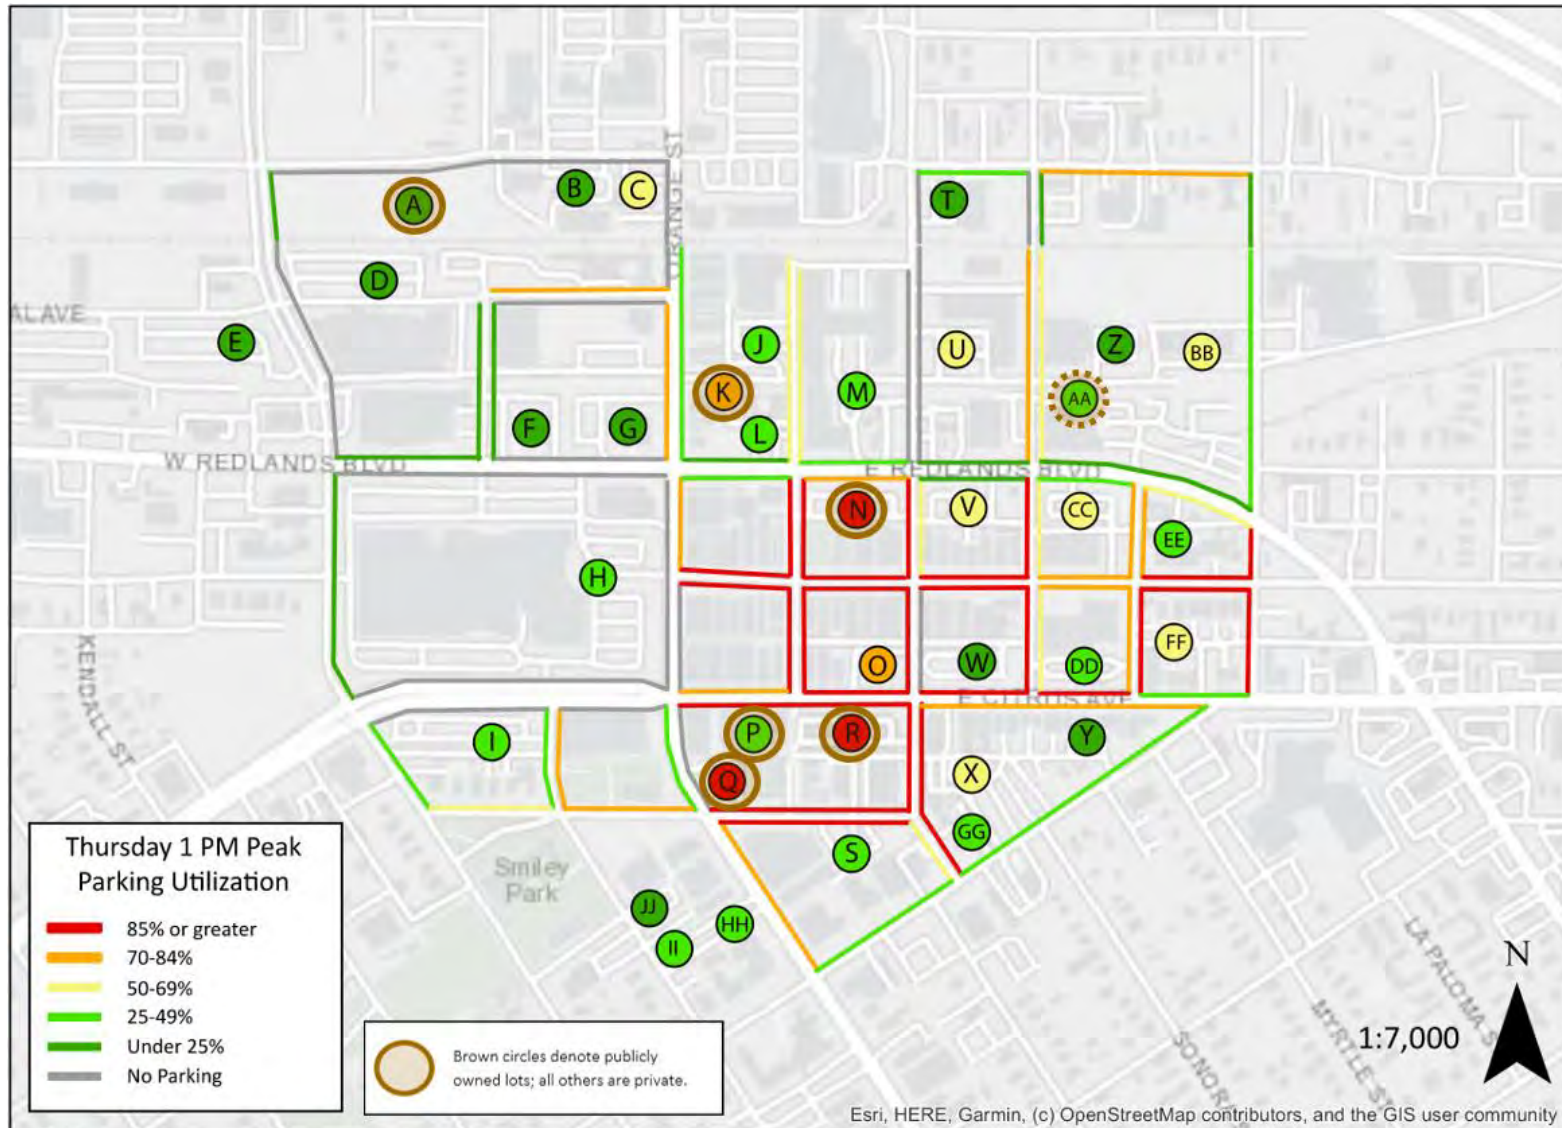 ORANGE ST
A
B
C
T
D
AL AVE
E
J
U
Z
BB
K
M
AA
F
G
L
W REDLANDS BLVD
E REDLANDS BLVD
N
V
CC
EE
H
O
W
DD
FF
E CITRUS AVE
KENDALL ST
I
P
R
Y
Q
X
GG
S
Smiley
Park
JJ
HH
II
LA PALOMA S
MYRTLE ST
SONORA
Thursday 1 PM Peak
Parking Utilization
85% or greater
70-84%
50-69%
25-49%
Under 25%
No Parking
Brown circles denote publicly
owned lots; all others are private.
N
1:7,000
Esri, HERE, Garmin, (c) OpenStreetMap contributors, and the GIS user community